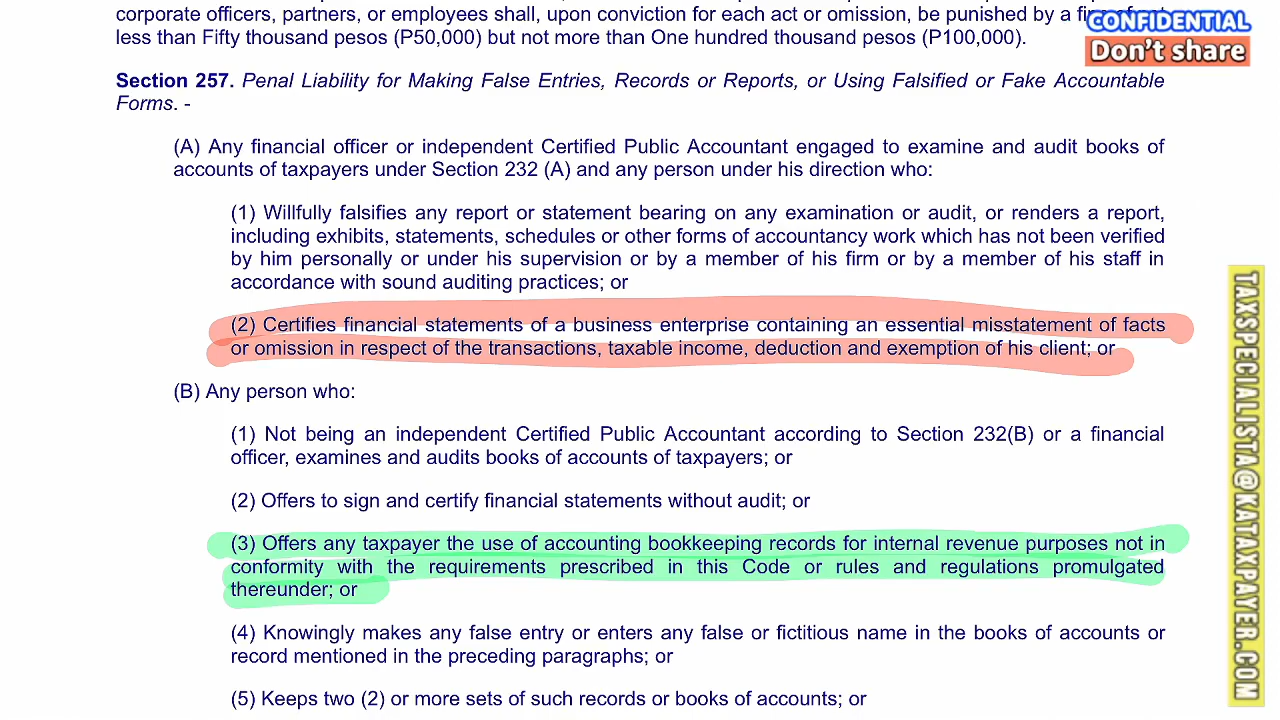 corporate officers, partners, or employees shall, upon conviction for each act or omission, be punished by a fine of not
less than Fifty thousand pesos (P50,000) but not more than One hundred thousand pesos (P100,000).
CONFIDENTIAL
Don't share
Section 257. Penal Liability for Making False Entries, Records or Reports, or Using Falsified or Fake Accountable
Forms. -
(A) Any financial officer or independent Certified Public Accountant engaged to examine and audit books of
accounts of taxpayers under Section 232 (A) and any person under his direction who:
(1) Willfully falsifies any report or statement bearing on any examination or audit, or renders a report,
including exhibits, statements, schedules or other forms of accountancy work which has not been verified
by him personally or under his supervision or by a member of his firm or by a member of his staff in
accordance with sound auditing practices; or
(2) Certifies financial statements of a business enterprise containing an essential misstatement of facts
or omission in respect of the transactions, taxable income, deduction and exemption of his client; or
(B) Any person who:
(1) Not being an independent Certified Public Accountant according to Section 232(B) or a financial
officer, examines and audits books of accounts of taxpayers; or
(2) Offers to sign and certify financial statements without audit; or
(3) Offers any taxpayer the use of accounting bookkeeping records for internal revenue purposes not in
conformity with the requirements prescribed in this Code or rules and regulations promulgated
thereunder; or
(4) Knowingly makes any false entry or enters any false or fictitious name in the books of accounts or
record mentioned in the preceding paragraphs; or
(5) Keeps two (2) or more sets of such records or books of accounts; or
TAXSPECIALISTA@KATAXPAYER.COM